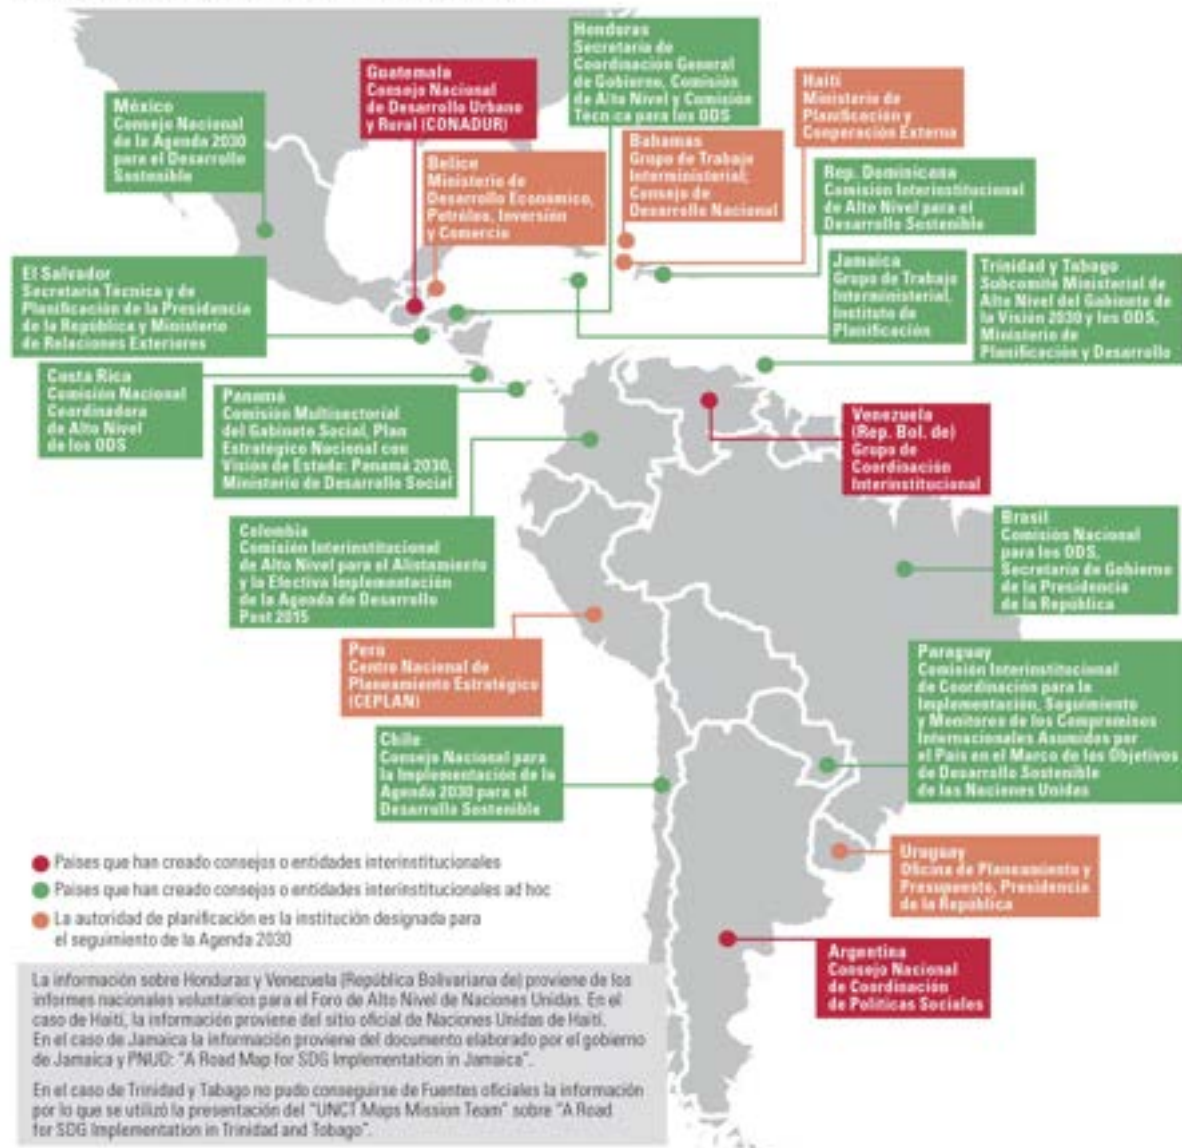 Honduras
Secretaría de
Coordinación General
de Gobierno, Comisión
de Alto Nivel y Comisión
Técnica para los ODS
Guatemala
Consejo Nacional
de Desarrollo Urbano
y Rural (CONADUR)
Haití
Ministerio de
Planificación y
Cooperación Externa
México
Consejo Nacional
de la Agenda 2030
para el Desarrollo
Sostenible
Bahamas
Grupo de Trabajo
Interministerial;
Consejo de
Desarrollo Nacional
Belice
Ministerio de
Desarrollo Económico,
Petróleo, Inversión
y Comercio
Rep. Dominicana
Comisión Interinstitucional
de Alto Nivel para el
Desarrollo Sostenible
El Salvador
Secretaría Técnica y de
Planificación de la Presidencia
de la República y Ministerio
de Relaciones Exteriores
Jamaica
Grupo de Trabajo
Interministerial,
Instituto de
Planificación
Trinidad y Tabago
Subcomité Ministerial de
Alto Nivel del Gabinete de
la Visión 2030 y los ODS,
Ministerio de
Planificación y Desarrollo
Costa Rica
Comisión Nacional
Coordinadora
de Alto Nivel
de los ODS
Panamá
Comisión Multisectorial
del Gabinete Social, Plan
Estratégico Nacional con
Visión de Estado: Panamá 2030,
Ministerio de Desarrollo Social
Venezuela
(Rep. Bol. de)
Grupo de
Coordinación
Interinstitucional
Colombia
Comisión Interinstitucional
de Alto Nivel para el Alistamiento
y la Efectiva Implementación
de la Agenda de Desarrollo
Post 2015
Brasil
Comisión Nacional
para los ODS,
Secretaría de Gobierno
de la Presidencia
de la República
Perú
Centro Nacional de
Planeamiento Estratégico
(CEPLAN)
Paraguay
Comisión Interinstitucional
de Coordinación para la
Implementación, Seguimiento
y Monitoreo de los Compromisos
Internacionales Asumidos por
el País en el Marco de los Objetivos
de Desarrollo Sostenible
de las Naciones Unidas
Chile
Consejo Nacional para
la Implementación de la
Agenda 2030 para el
Desarrollo Sostenible
Uruguay
Oficina de Planeamiento y
Presupuesto, Presidencia
de la República
Argentina
Consejo Nacional
de Coordinación
de Políticas Sociales
Países que han creado consejos o entidades interinstitucionales
Países que han creado consejos o entidades interinstitucionales ad hoc
La autoridad de planificación es la institución designada para
el seguimiento de la Agenda 2030
La información sobre Honduras y Venezuela (República Bolivariana de) proviene de los
informes nacionales voluntarios para el Foro de Alto Nivel de Naciones Unidas. En el
caso de Haití, la información proviene del sitio oficial de Naciones Unidas de Haití.
En el caso de Jamaica la información proviene del documento elaborado por el gobierno
de Jamaica y PNUD: "A Road Map for SDG Implementation in Jamaica".
En el caso de Trinidad y Tabago no pudo conseguirse de Fuentes oficiales la información
por lo que se utilizó la presentación del "UNCT Maps Mission Team" sobre "A Road
for SDG Implementation in Trinidad and Tobago".